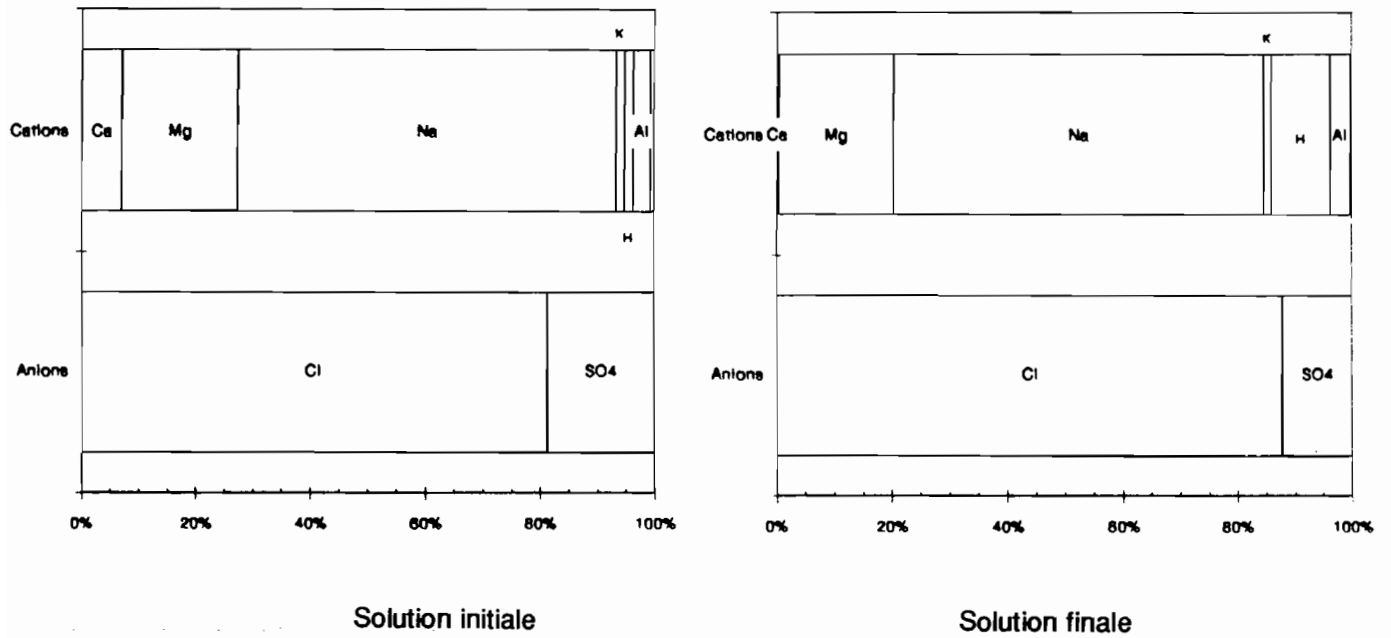 K
Cations Ca Mg Na Al
H
Anions Cl SO4
0% 20% 40% 60% 80% 100%
Solution initiale
K
Cations Ca Mg Na H Al
Anions Cl SO4
0% 20% 40% 60% 80% 100%
Solution finale